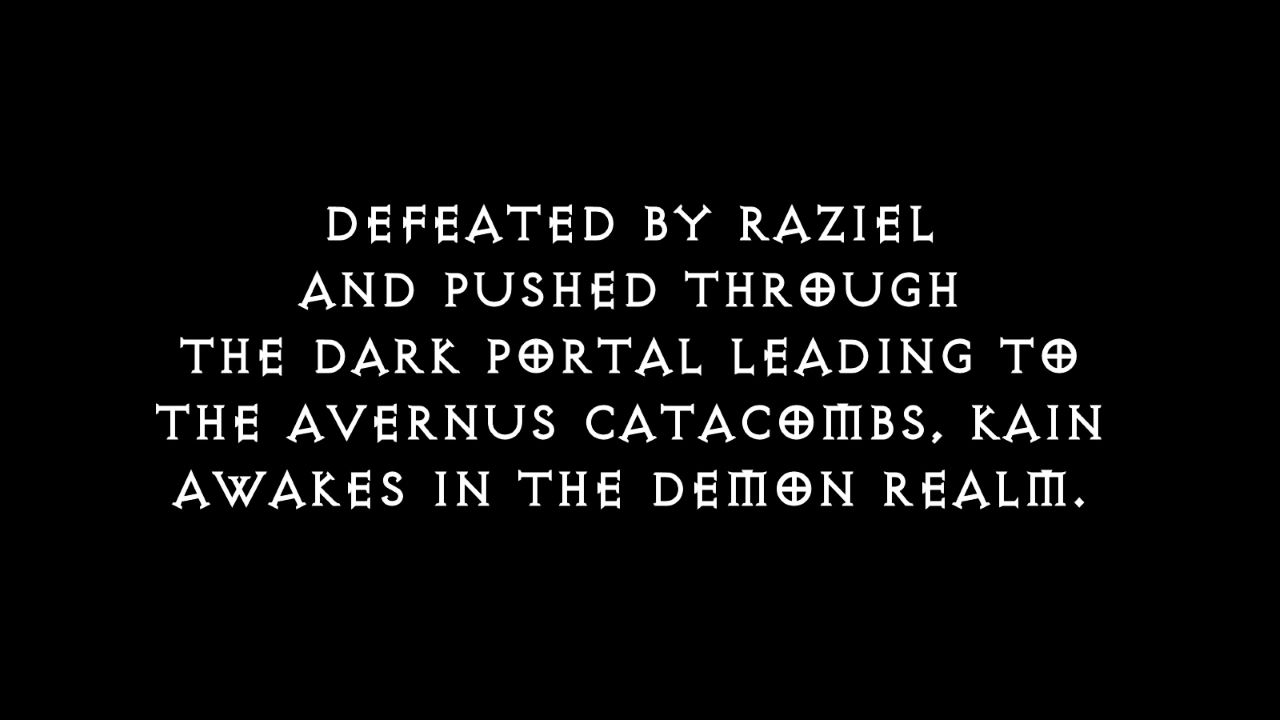 DEFEATED BY RAZIEL
AND PUSHED THROUGH
THE DARK PORTAL LEADING TO
THE AVERNUS CATACOMBS, KAIN
AWAKES IN THE DEMON REALM.